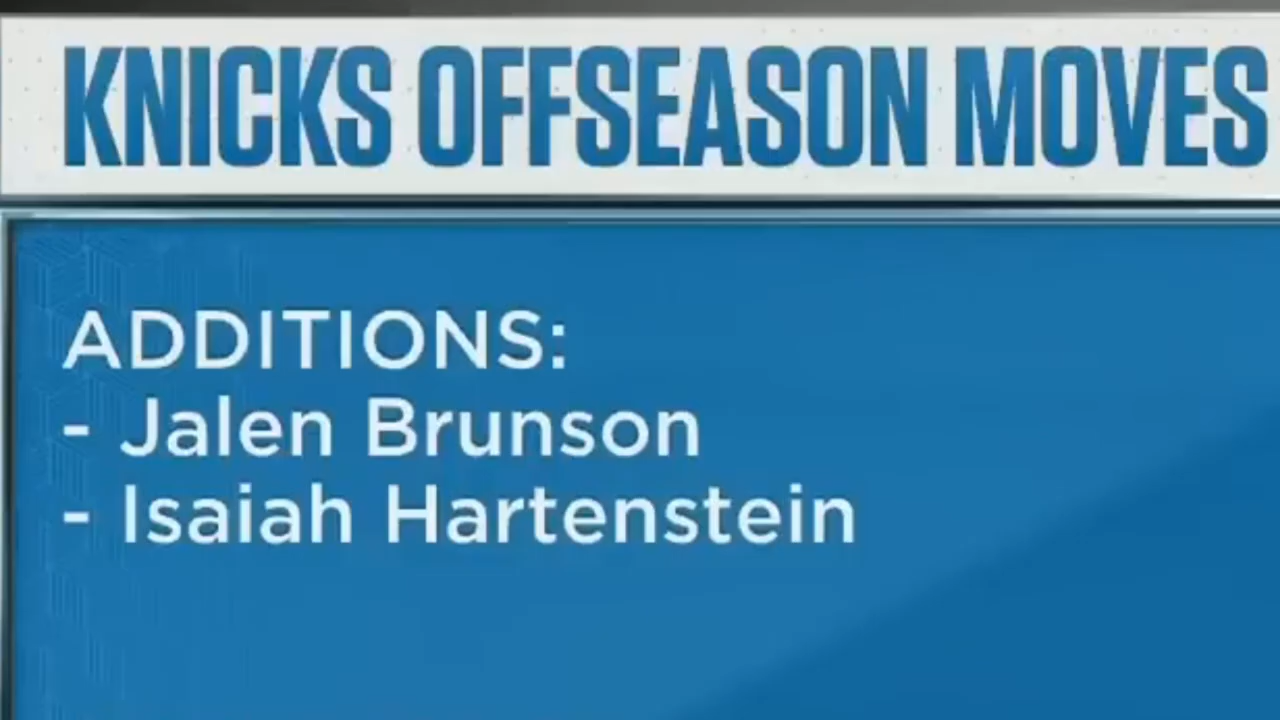 KNICKS OFFSEASON MOVES
ADDITIONS:
- Jalen Brunson
- Isaiah Hartenstein